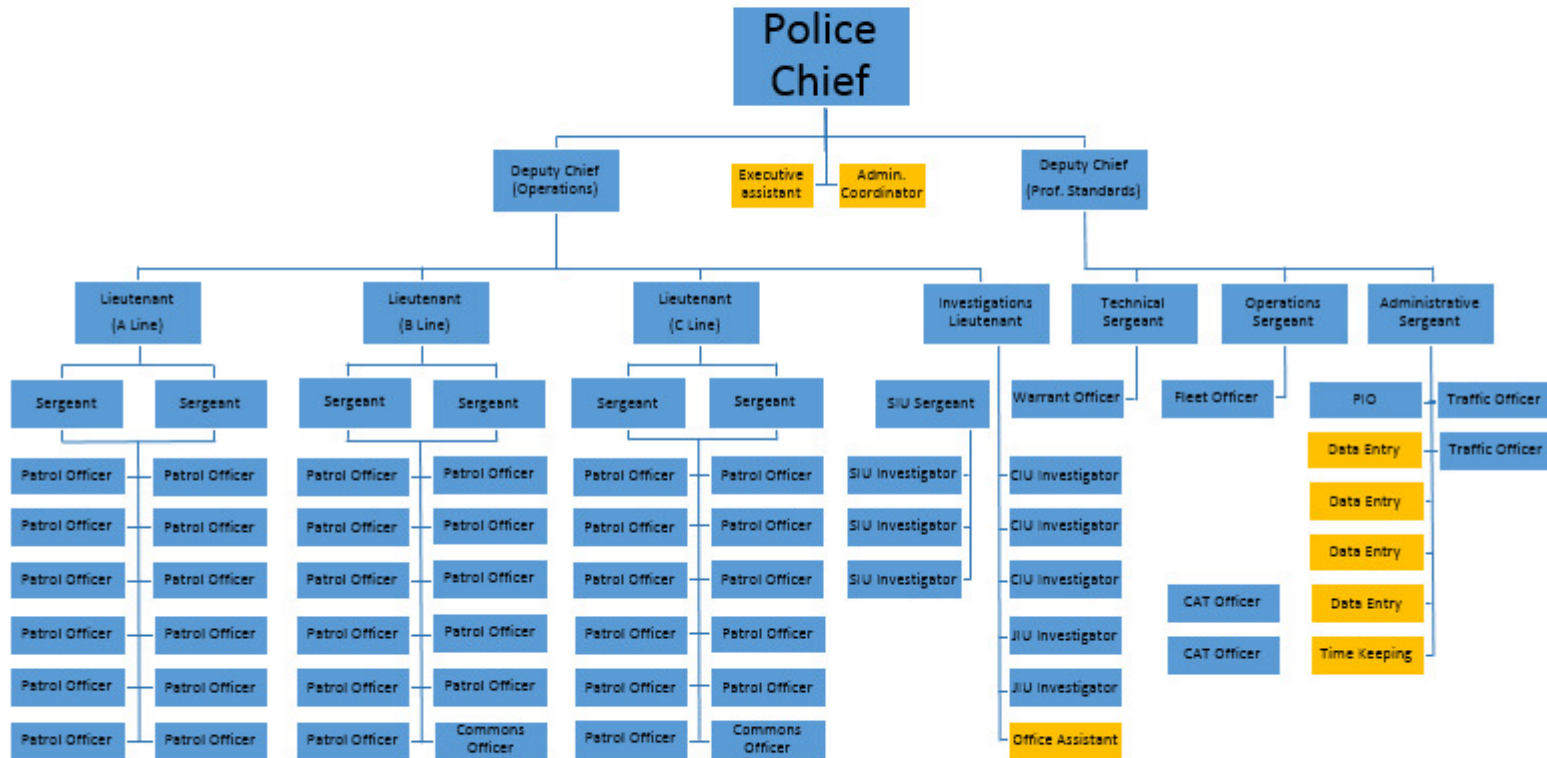 Police
Chief
Deputy Chief
(Operations)
Executive
assistant
Admin.
Coordinator
Deputy Chief
(Prof. Standards)
Lieutenant
(A Line)
Lieutenant
(B Line)
Lieutenant
(C Line)
Investigations
Lieutenant
Technical
Sergeant
Operations
Sergeant
Administrative
Sergeant
Sergeant
Sergeant
Sergeant
Sergeant
Sergeant
Sergeant
SIU Sergeant
Warrant Officer
Fleet Officer
PIO
Traffic Officer
Patrol Officer
Patrol Officer
Patrol Officer
Patrol Officer
Patrol Officer
Patrol Officer
SIU Investigator
CIU Investigator
Data Entry
Traffic Officer
Patrol Officer
Patrol Officer
Patrol Officer
Patrol Officer
Patrol Officer
Patrol Officer
SIU Investigator
CIU Investigator
Data Entry
Patrol Officer
Patrol Officer
Patrol Officer
Patrol Officer
Patrol Officer
Patrol Officer
SIU Investigator
CIU Investigator
Data Entry
Patrol Officer
Patrol Officer
Patrol Officer
Patrol Officer
Patrol Officer
Patrol Officer
JIU Investigator
CAT Officer
Data Entry
Patrol Officer
Patrol Officer
Patrol Officer
Patrol Officer
Patrol Officer
Patrol Officer
JIU Investigator
CAT Officer
Time Keeping
Patrol Officer
Patrol Officer
Patrol Officer
Commons
Officer
Patrol Officer
Commons
Officer
Office Assistant